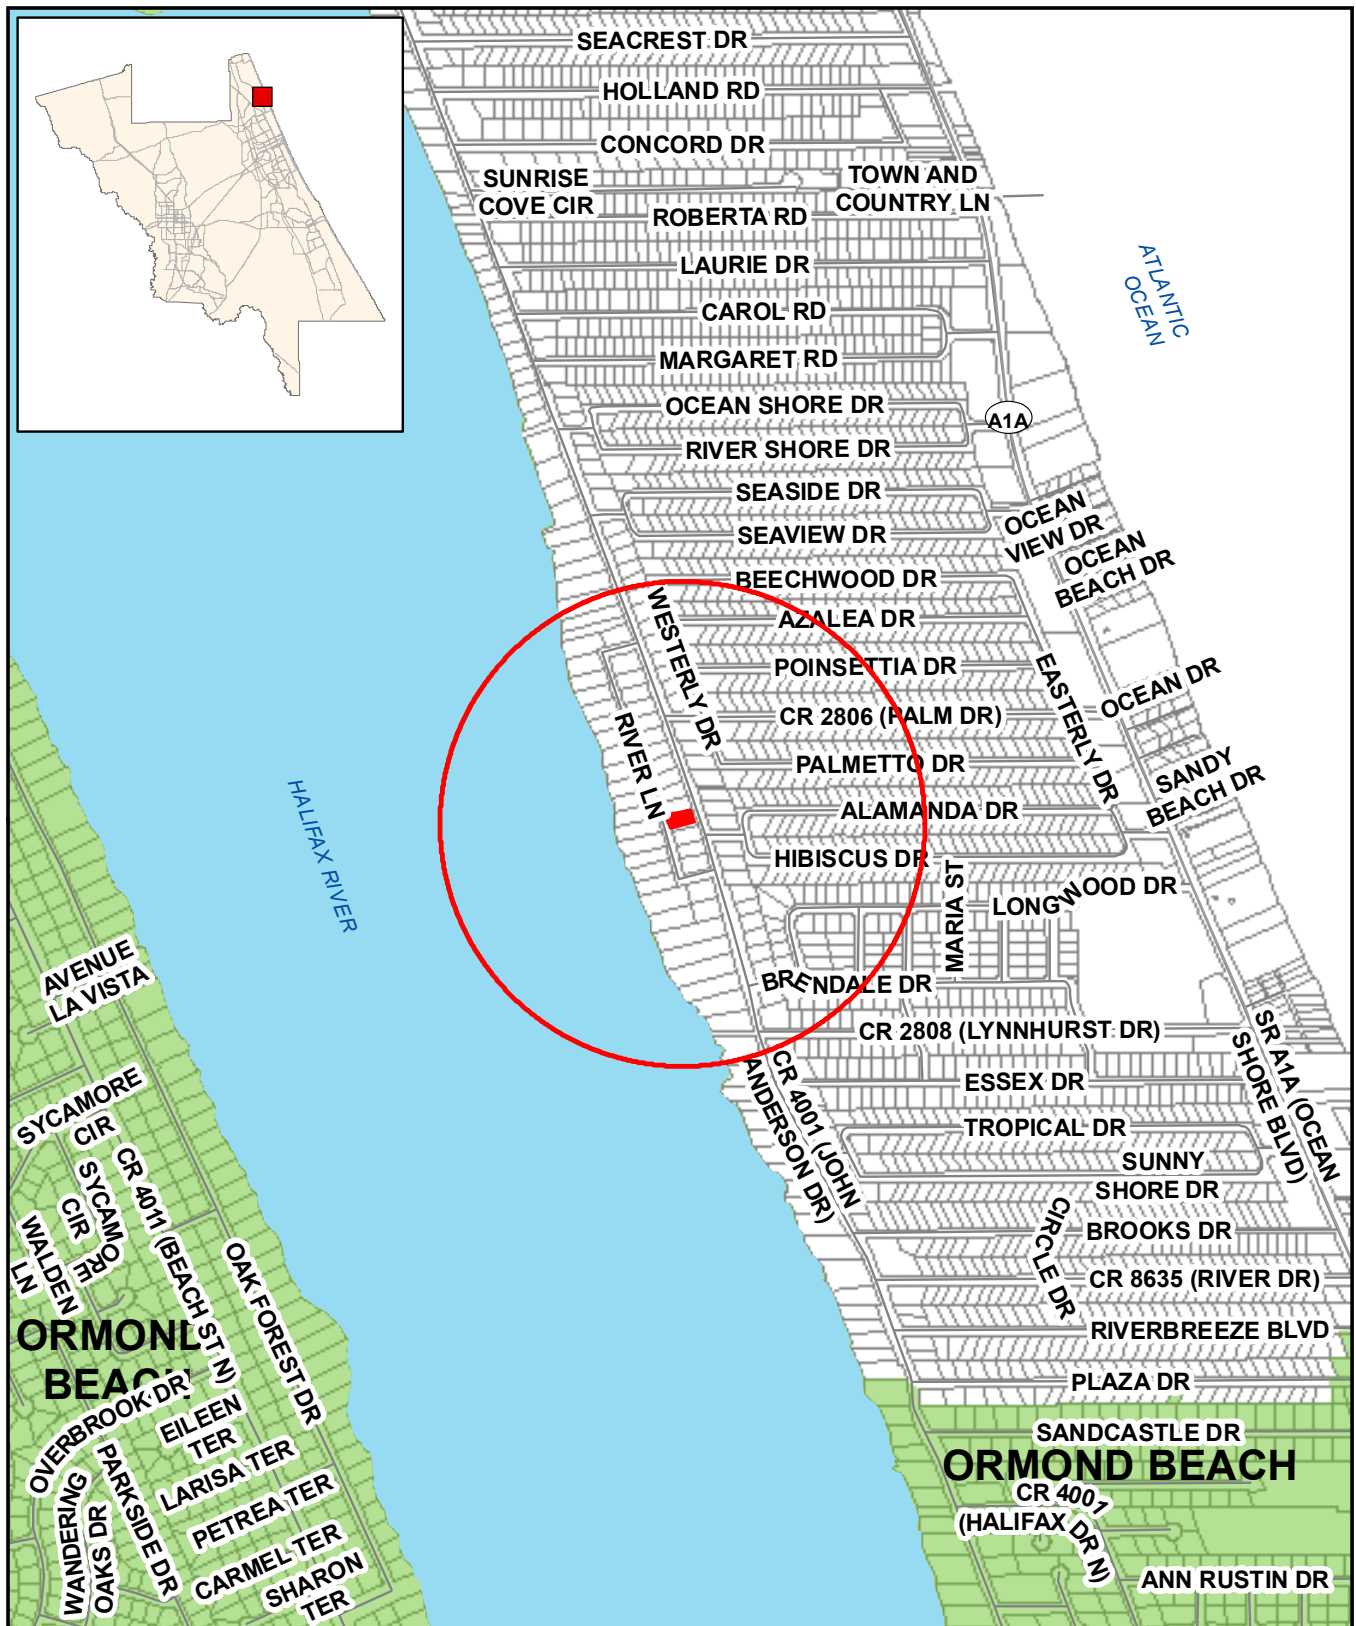 SEACREST DR
HOLLAND RD
CONCORD DR
SUNRISE
COVE CIR
TOWN AND
COUNTRY LN
ROBERTA RD
LAURIE DR
ATLANTIC
OCEAN
CAROL RD
MARGARET RD
OCEAN SHORE DR
A1A
RIVER SHORE DR
SEASIDE DR
OCEAN
VIEW DR
SEAVIEW DR
OCEAN
BEACH DR
BEECHWOOD DR
WESTERLY DR
AZALEA DR
POINSETTIA DR
EASTERLY DR
OCEAN DR
CR 2806 (PALM DR)
RIVER LN
PALMETTO DR
SANDY
BEACH DR
HALIFAX RIVER
ALAMANDA DR
HIBISCUS DR
MARIA ST
LONGWOOD DR
AVENUE
LA VISTA
BRENDALE DR
CR 2808 (LYNNHURST DR)
SR A1A (OCEAN
SHORE BLVD)
CR 4001 (JOHN
ANDERSON DR)
ESSEX DR
SYCAMORE
CIR
TROPICAL DR
SUNNY
SHORE DR
SYCAMORE
CIR
CR 4011 (BEACH ST N)
WALDEN
LN
OAK FOREST DR
CIRCLE DR
BROOKS DR
CR 8635 (RIVER DR)
ORMOND
BEACH
RIVERBREEZE BLVD
PLAZA DR
OVERBROOK DR
EILEEN
TER
SANDCASTLE DR
ORMOND BEACH
PARKSIDE DR
LARISA TER
WANDERING
OAKS DR
PETREA TER
CR 4001
(HALIFAX DR N)
CARMEL TER
SHARON
TER
ANN RUSTIN DR